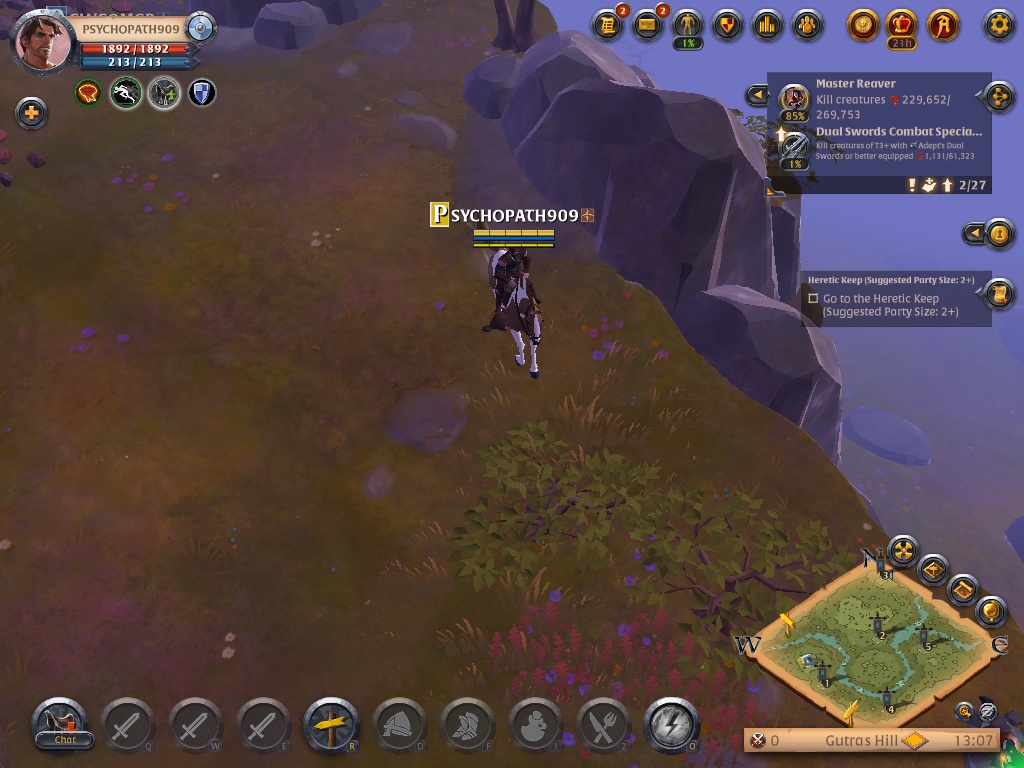 PSYCHOPATH909
1892 / 1892
213 / 213
2
2
1%
21h
Master Reaver
Kill creatures 229,652/
269,753
85%
Dual Swords Combat Specia...
Kill creatures of T3+ with Adept's Dual
Swords or better equipped 1,131/61,323
1%
2/27
Heretic Keep (Suggested Party Size: 2+)
Go to the Heretic Keep
(Suggested Party Size: 2+)
PSYCHOPATH909
N
W
E
3
2
5
1
4
Chat
Q
W
E
R
D
F
1
2
0
Gutras Hill
13:07